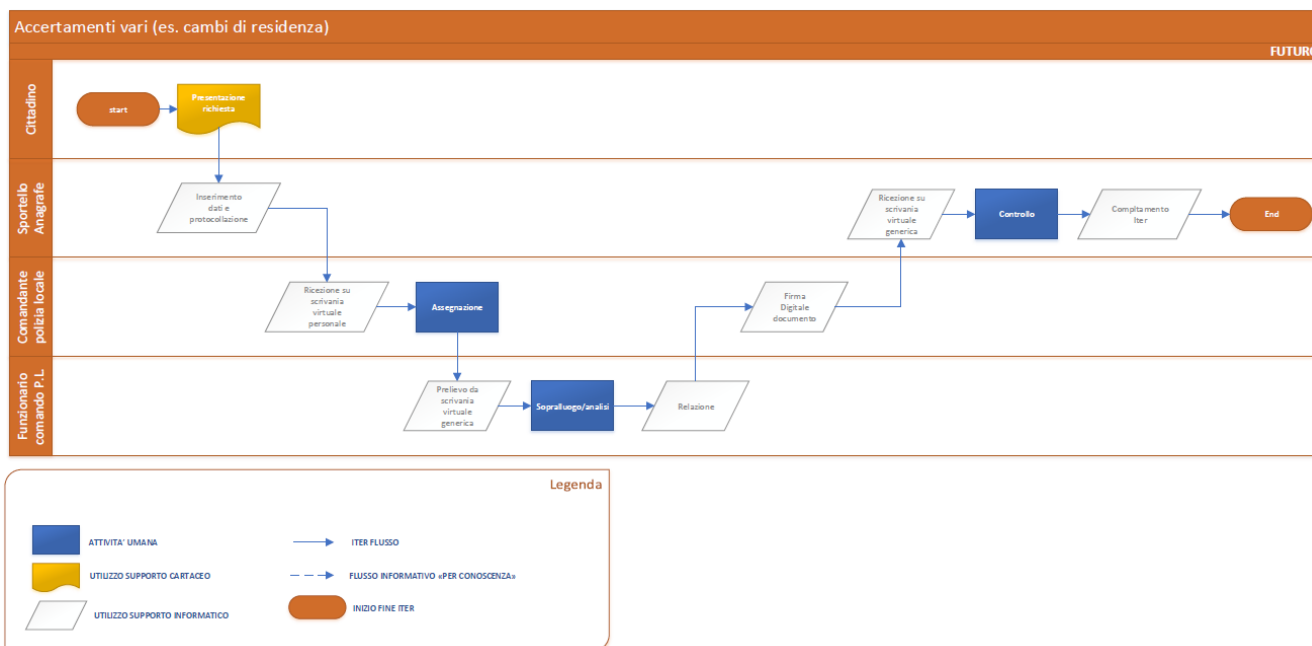 Accertamenti vari (es. cambi di residenza)
FUTURO
Cittadino
start
Presentazione
richiesta
Sportello
Anagrafe
Inserimento
dati e
protocollazione
Ricezione su
scrivania
virtuale
generica
Controllo
Compltamento
Iter
End
Comandante
polizia locale
Ricezione su
scrivania
virtuale
personale
Assegnazione
Firma
Digitale
documento
Funzionario
comando P.L
Prelievo da
scrivania
virtuale
generica
Sopralluogo/analisi
Relazione
Legenda
ATTIVITA' UMANA
ITER FLUSSO
UTILIZZO SUPPORTO CARTACEO
FLUSSO INFORMATIVO «PER CONOSCENZA»
UTILIZZO SUPPORTO INFORMATICO
INIZIO FINE ITER